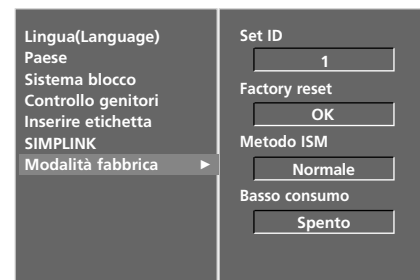 Lingua(Language)
Paese
Sistema blocco
Controllo genitori
Inserire etichetta
SIMPLINK
Modalità fabbrica ►
Set ID
1
Factory reset
OK
Metodo ISM
Normale
Basso consumo
Spento